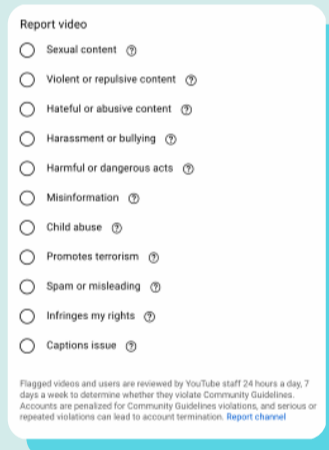 Report video
Sexual content
Violent or repulsive content
Hateful or abusive content
Harassment or bullying
Harmful or dangerous acts
Misinformation
Child abuse
Promotes terrorism
Spam or misleading
Infringes my rights
Captions issue
Flagged videos and users are reviewed by YouTube staff 24 hours a day, 7
days a week to determine whether they violate Community Guidelines.
Accounts are penalized for Community Guidelines violations, and serious or
repeated violations can lead to account termination. Report channel